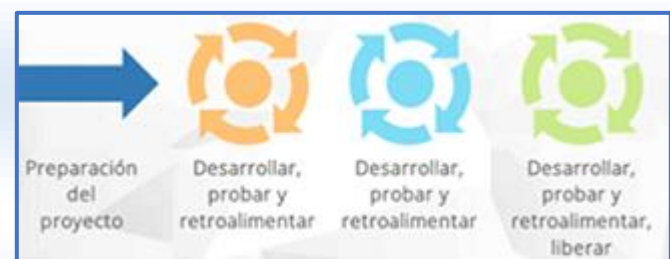 Preparación
del
proyecto
Desarrollar,
probar y
retroalimentar
Desarrollar,
probar y
retroalimentar
Desarrollar,
probar y
retroalimentar,
liberar